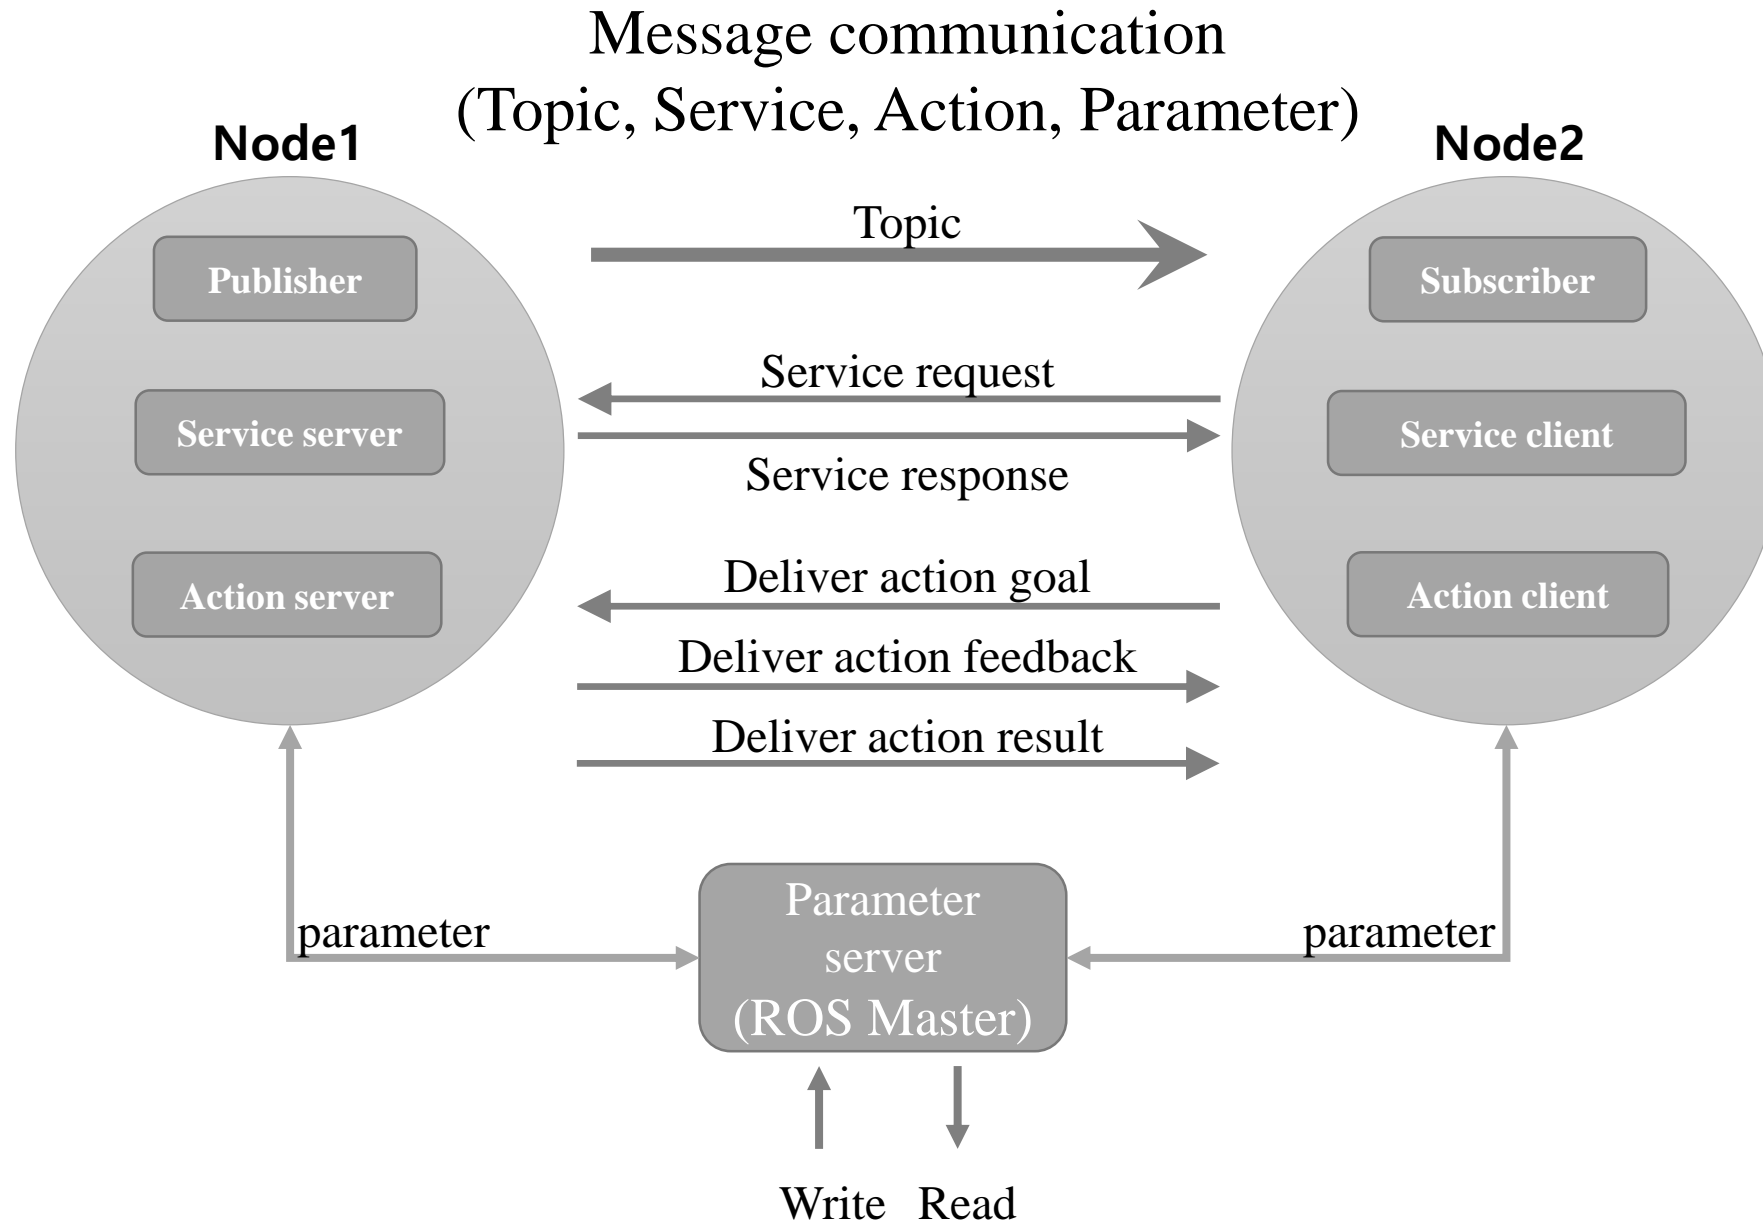 Message communication
(Topic, Service, Action, Parameter)
Node1
Node2
Topic
Publisher
Subscriber
Service request
Service server
Service client
Service response
Deliver action goal
Action server
Action client
Deliver action feedback
Deliver action result
Parameter
server
(ROS Master)
parameter
parameter
Write
Read